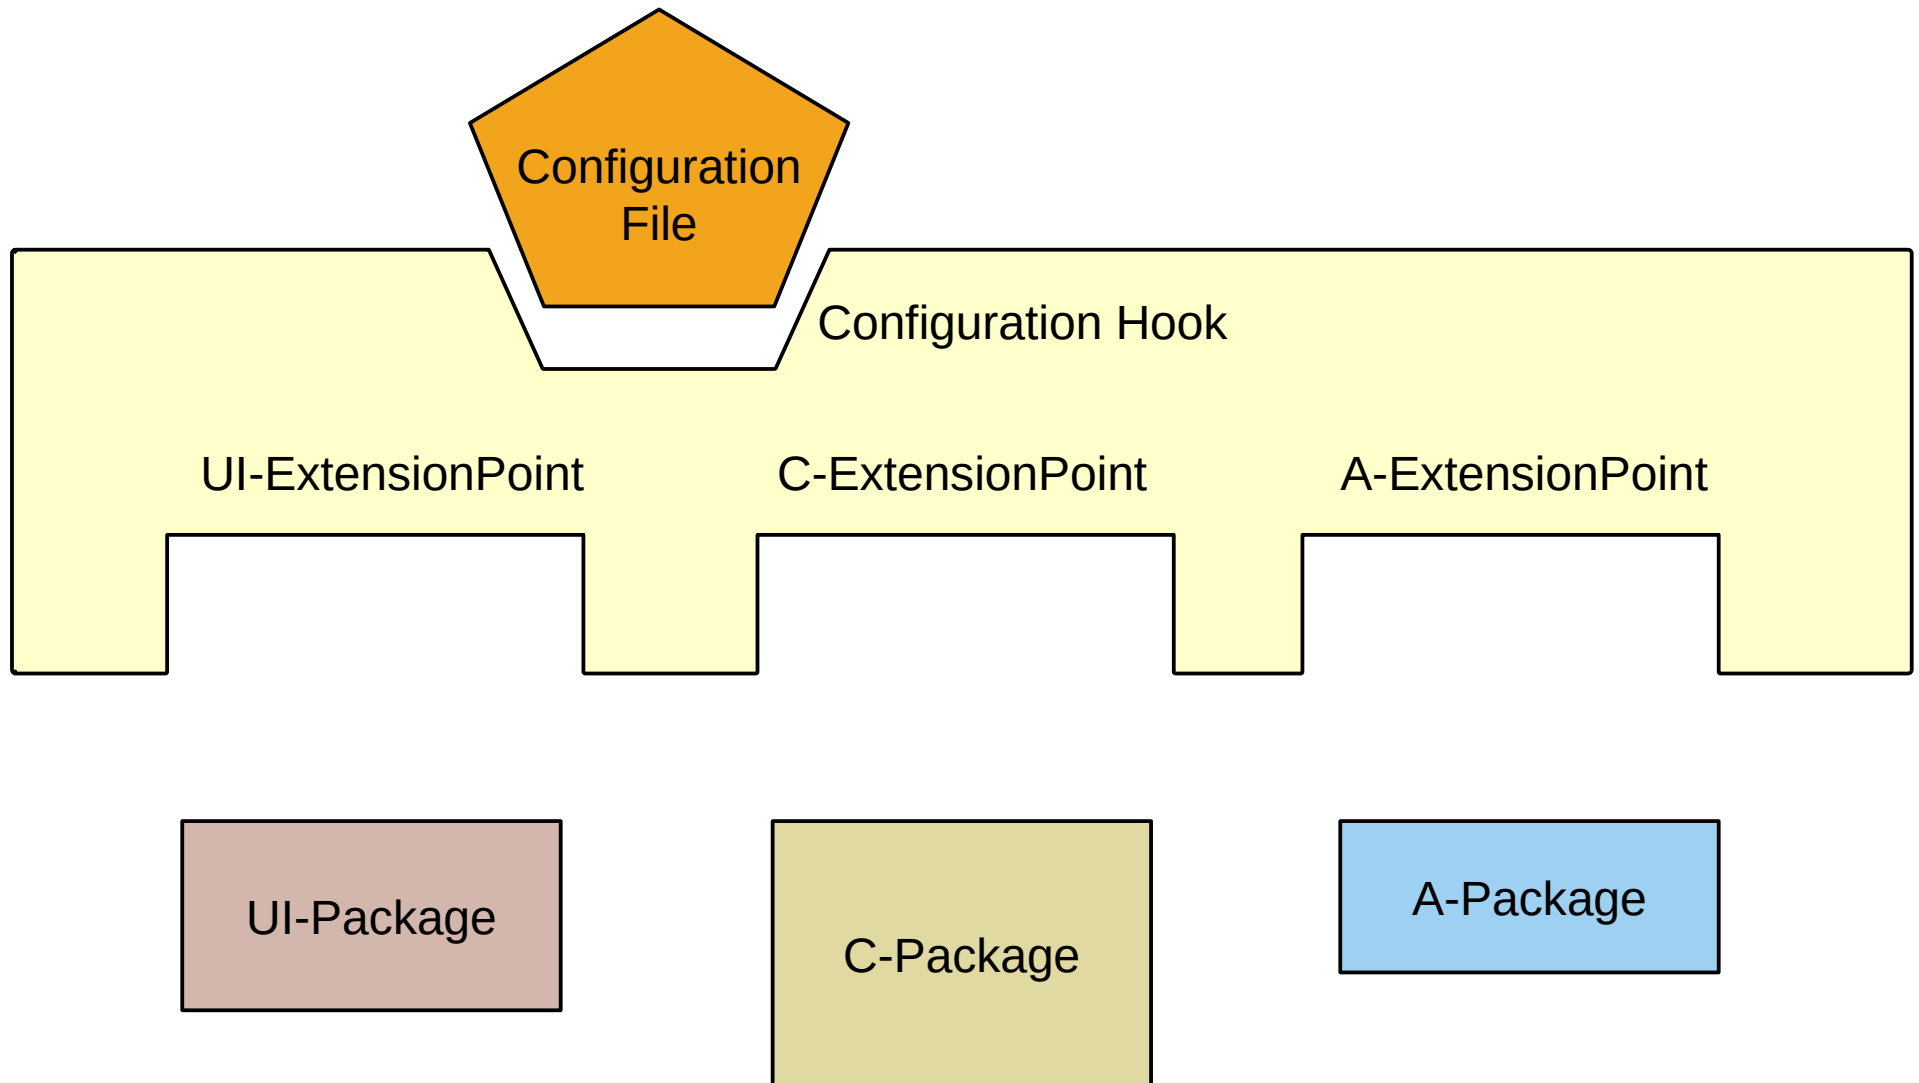 Configuration
File
Configuration Hook
UI-ExtensionPoint
C-ExtensionPoint
A-ExtensionPoint
UI-Package
C-Package
A-Package